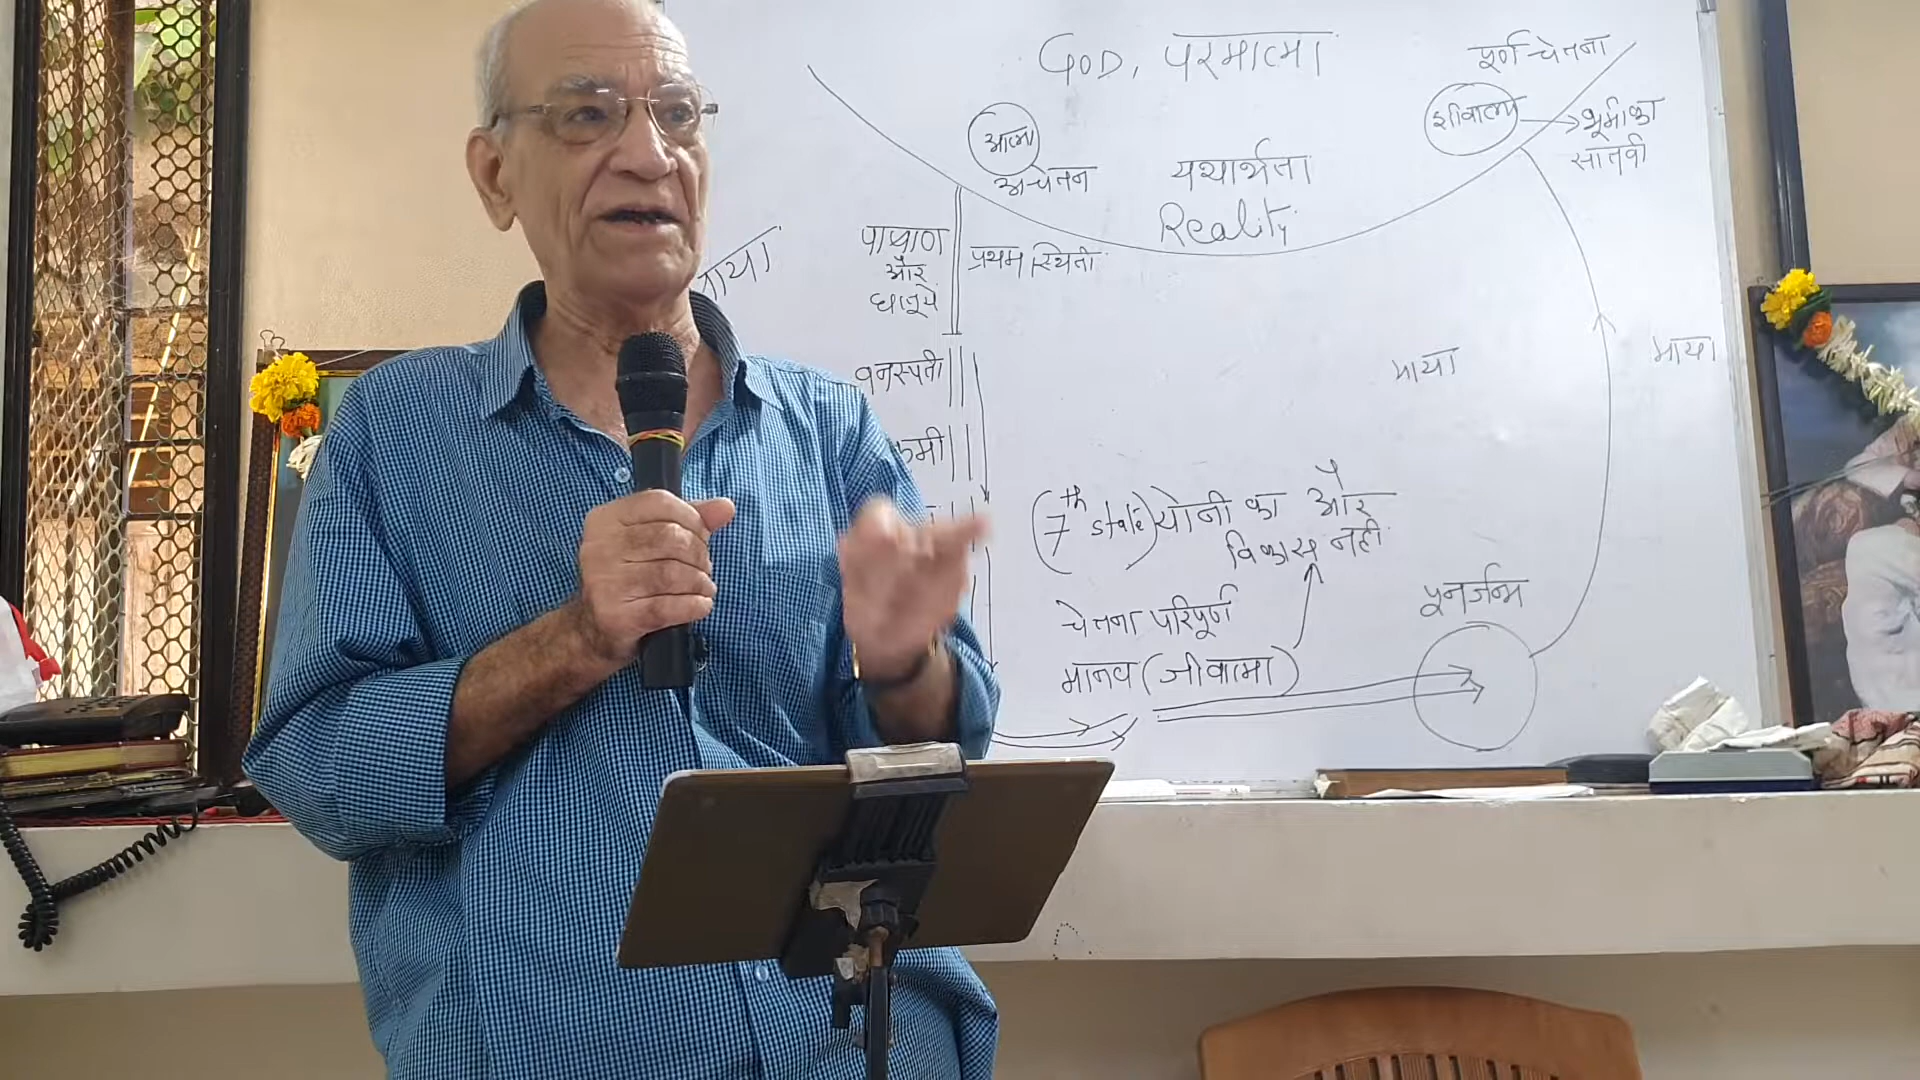 GOD, परमात्मा
पूर्ण चेतना
आत्मा
शीवात्मा
भूमीका
सातवी
अचेतन
यथार्थता
Reality
पाषाण
और
धातूये
प्रथम स्थिती
माया
वनस्पती
माया
माया
(7th state) योनी का और
विकास नही
चेतना परिपूर्ण
मानव (जीवात्मा)
पूनर्जन्म